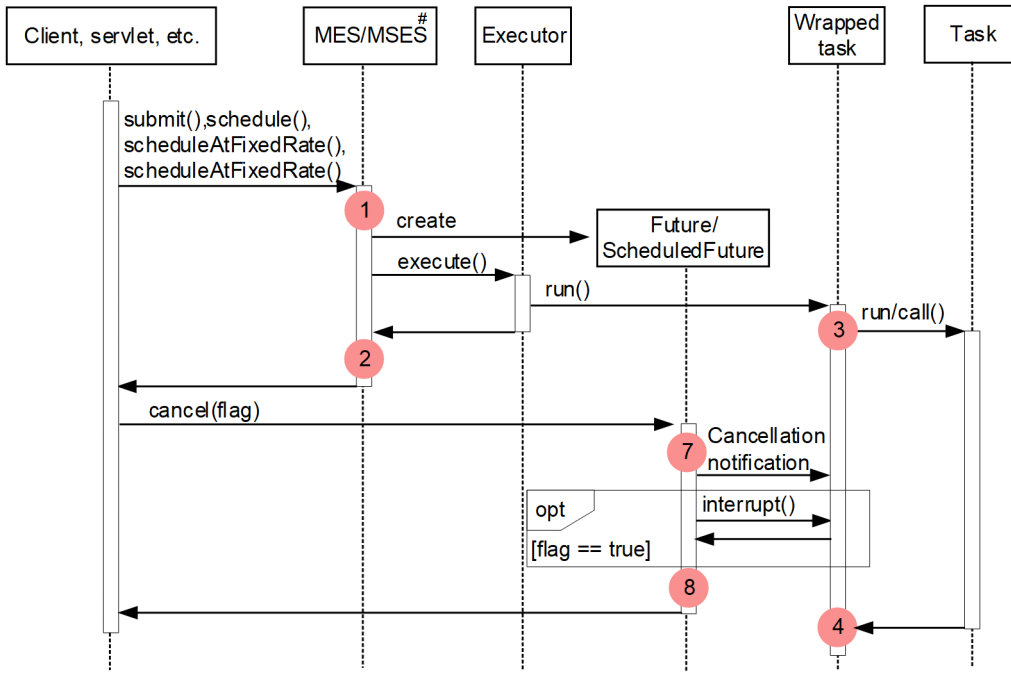 Client, servlet, etc.
MES/MSES
#
Executor
Wrapped
task
Task
submit(),schedule(),
scheduleAtFixedRate(),
scheduleAtFixedRate()
1
create
Future/
ScheduledFuture
execute()
run()
3
run/call()
2
cancel(flag)
7
Cancellation
notification
opt
interrupt()
[flag == true]
8
4